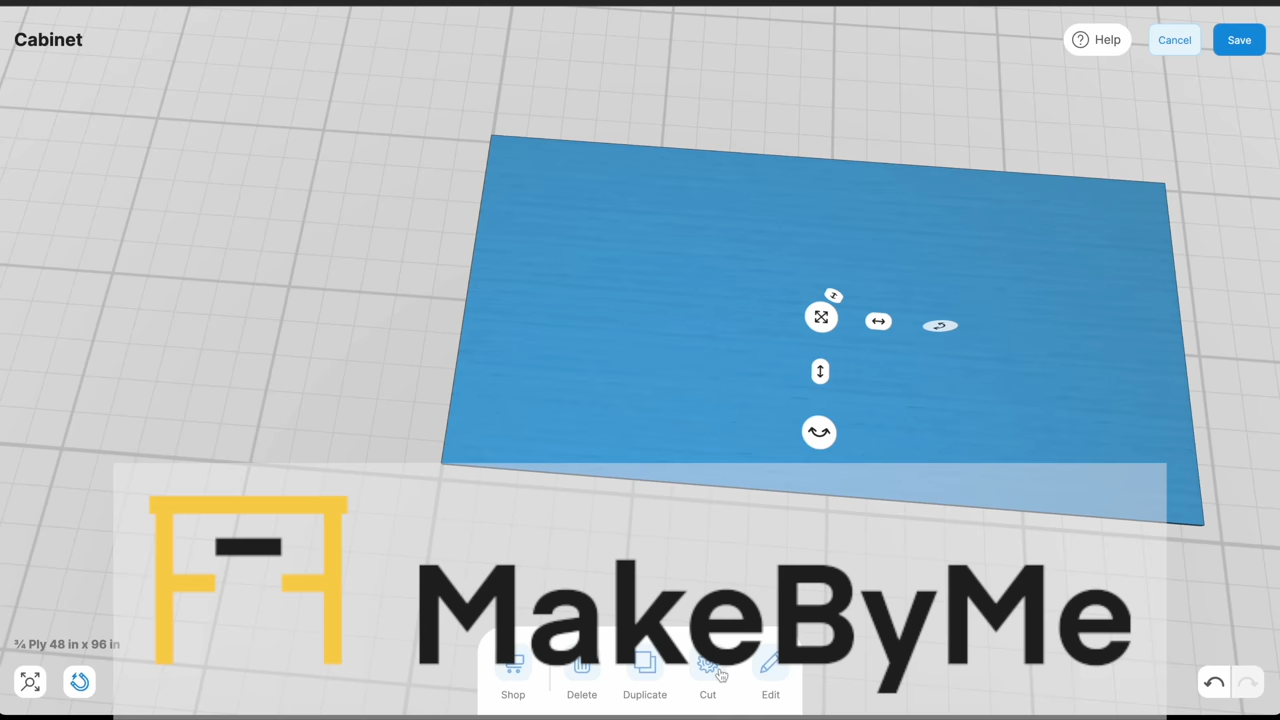 Cabinet
Help
Cancel
Save
MakeByMe
¾ Ply 48 in x 96 in
Shop
Delete
Duplicate
Cut
Edit